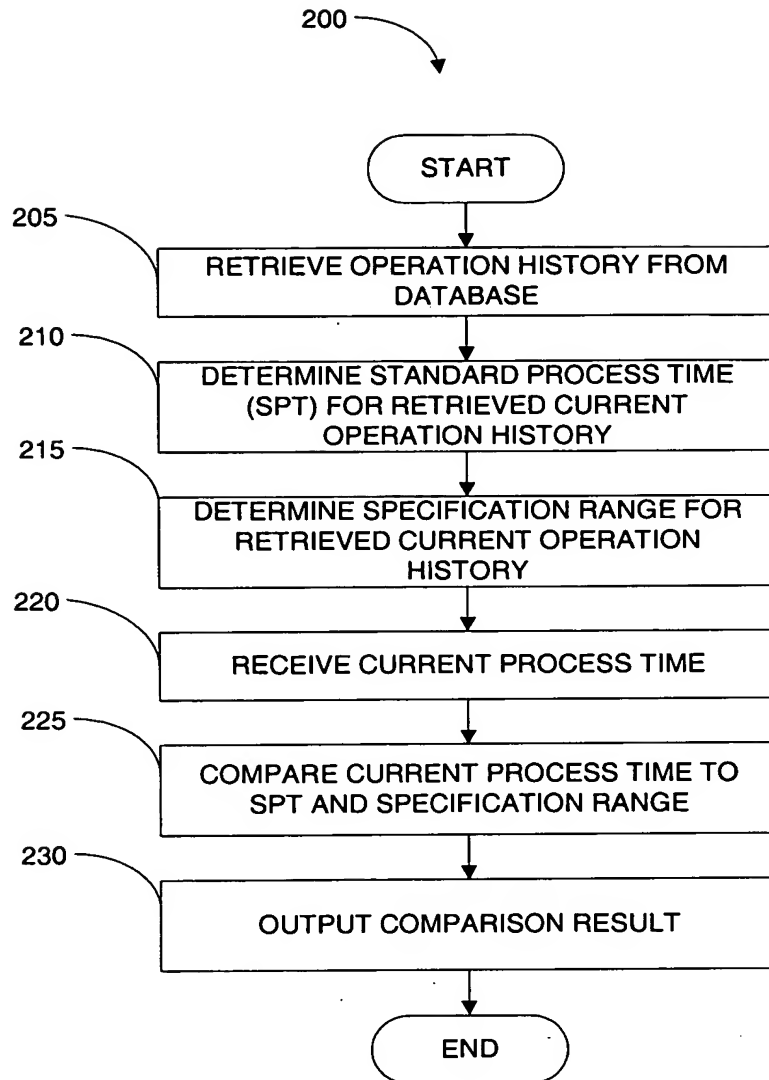 200
START
205
RETRIEVE OPERATION HISTORY FROM
DATABASE
210
DETERMINE STANDARD PROCESS TIME
(SPT) FOR RETRIEVED CURRENT
OPERATION HISTORY
215
DETERMINE SPECIFICATION RANGE FOR
RETRIEVED CURRENT OPERATION
HISTORY
220
RECEIVE CURRENT PROCESS TIME
225
COMPARE CURRENT PROCESS TIME TO
SPT AND SPECIFICATION RANGE
230
OUTPUT COMPARISON RESULT
END